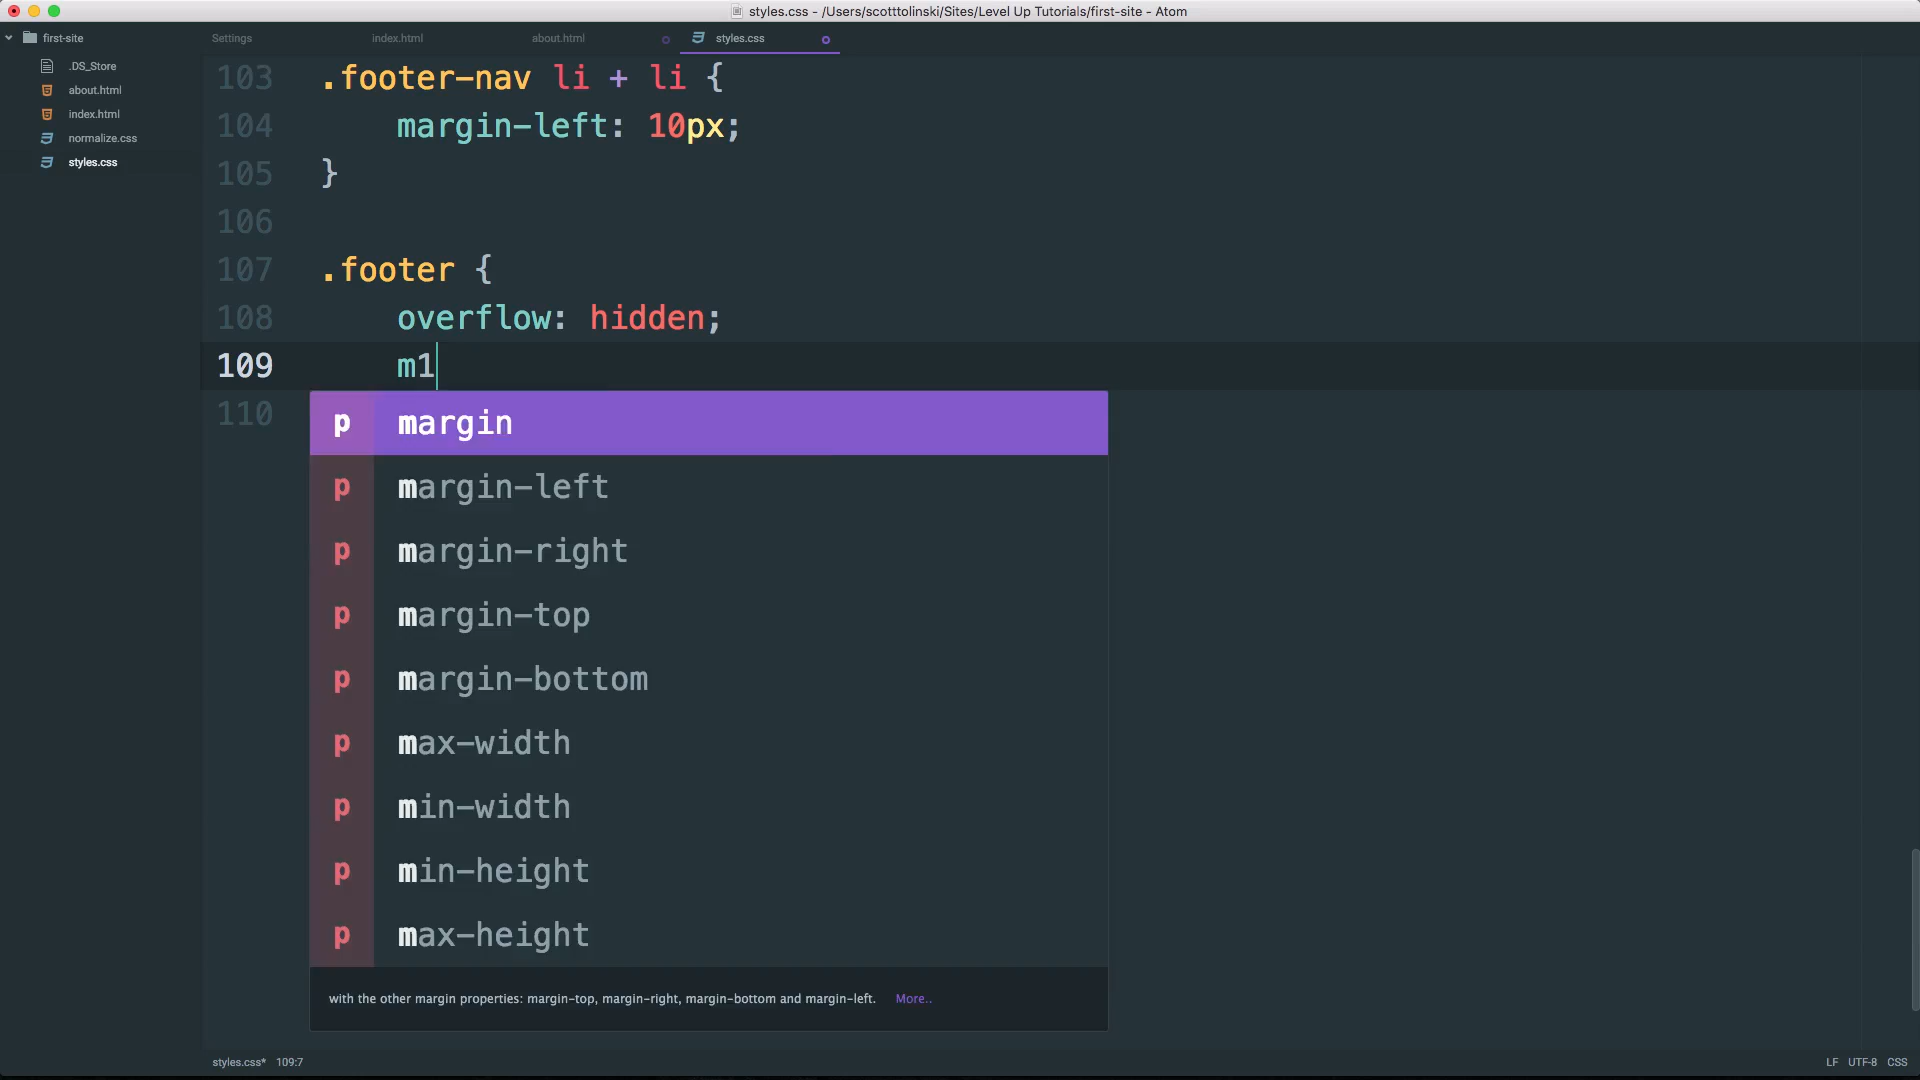 styles.css - /Users/scotttolinski/Sites/Level Up Tutorials/first-site - Atom
first-site
Settings
index.html
about.html
styles.css
.DS_Store
about.html
index.html
normalize.css
styles.css
103 .footer-nav li + li {
104 margin-left: 10px;
105 }
106
107 .footer {
108 overflow: hidden;
109 m1
110
p margin
p margin-left
p margin-right
p margin-top
p margin-bottom
p max-width
p min-width
p min-height
p max-height
with the other margin properties: margin-top, margin-right, margin-bottom and margin-left. More..
styles.css* 109:7
LF UTF-8 CSS